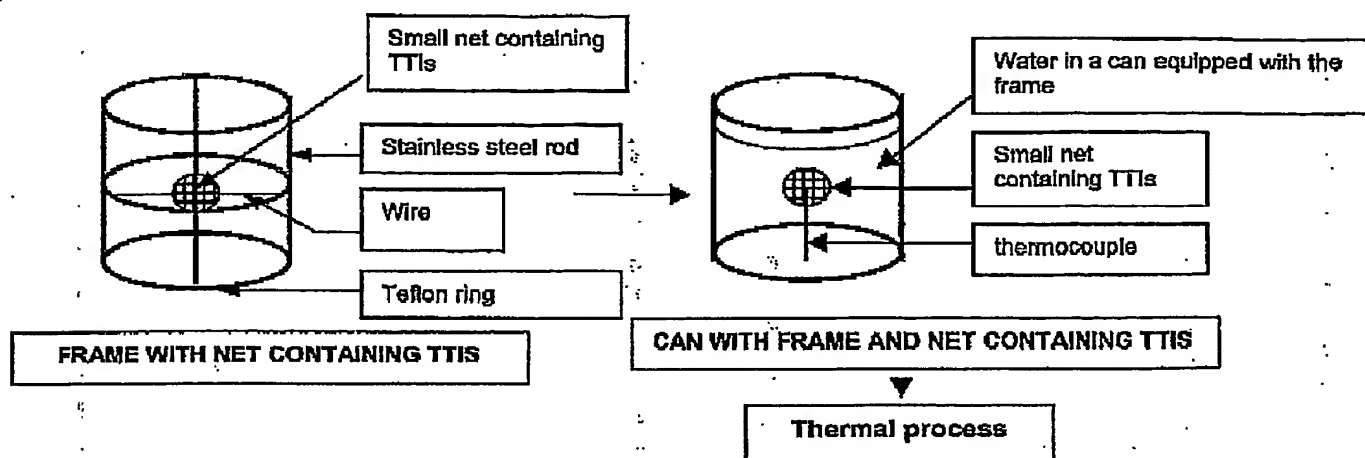 Small net containing
TTIs
Stainless steel rod
Wire
Teflon ring
FRAME WITH NET CONTAINING TTIS
Water in a can equipped with the
frame
Small net
containing TTIs
thermocouple
CAN WITH FRAME AND NET CONTAINING TTIS
Thermal process